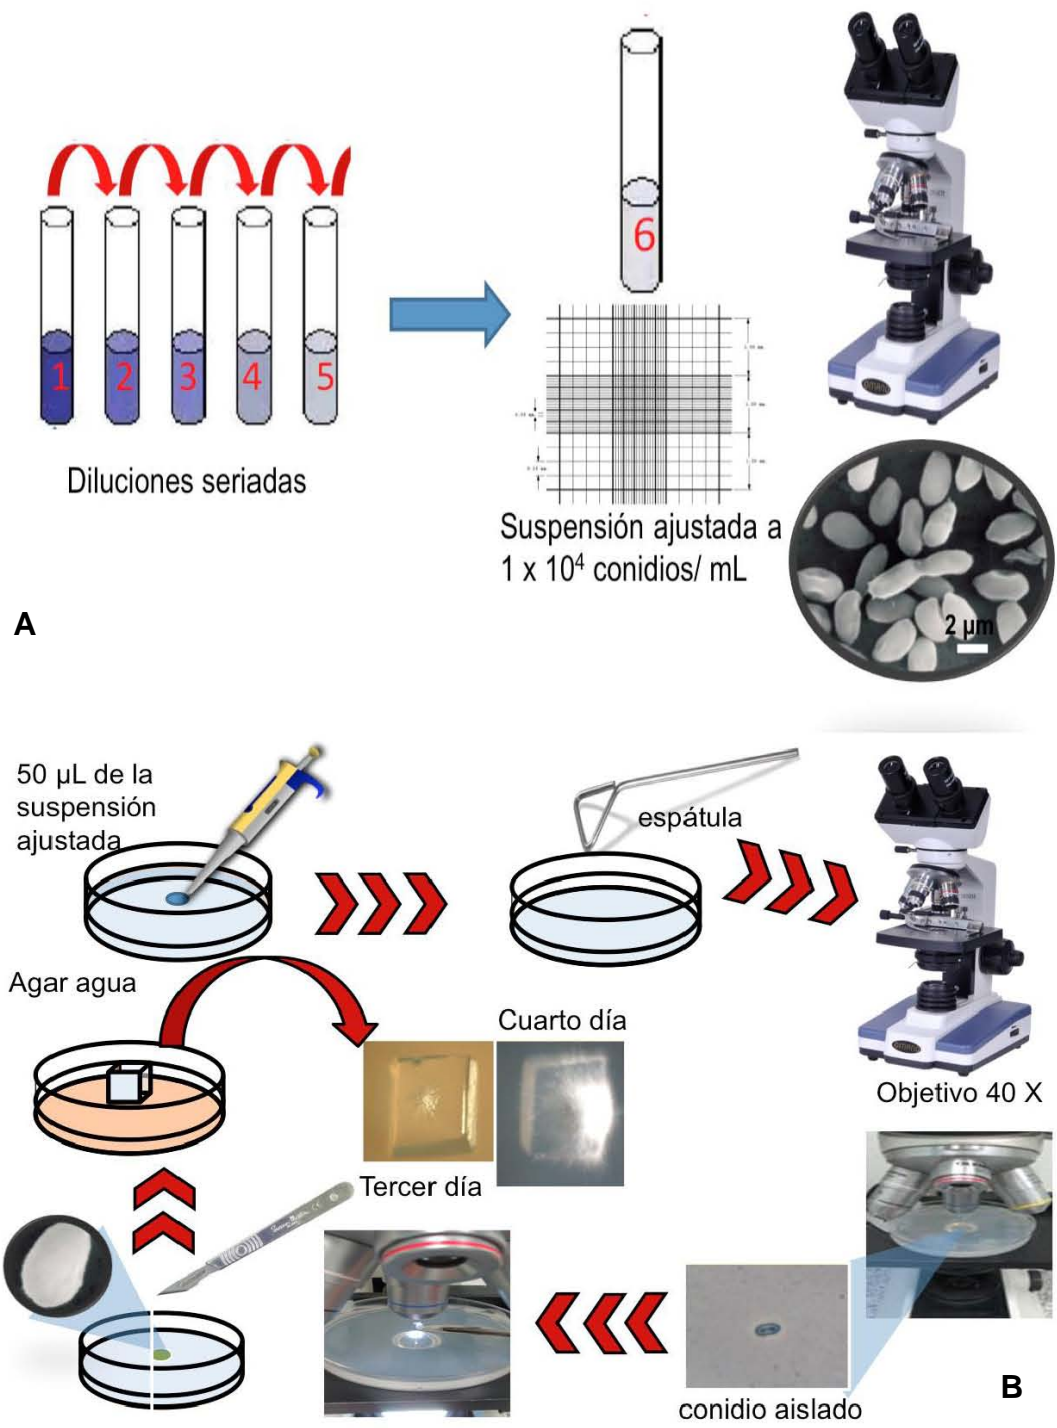 1
2
3
4
5
6
Diluciones seriadas
Suspensión ajustada a
1 x 10⁴ conidios/ mL
2 µm
A
50 µL de la
suspensión
ajustada
espátula
Agar agua
Cuarto día
Objetivo 40 X
Tercer día
conidio aislado
B